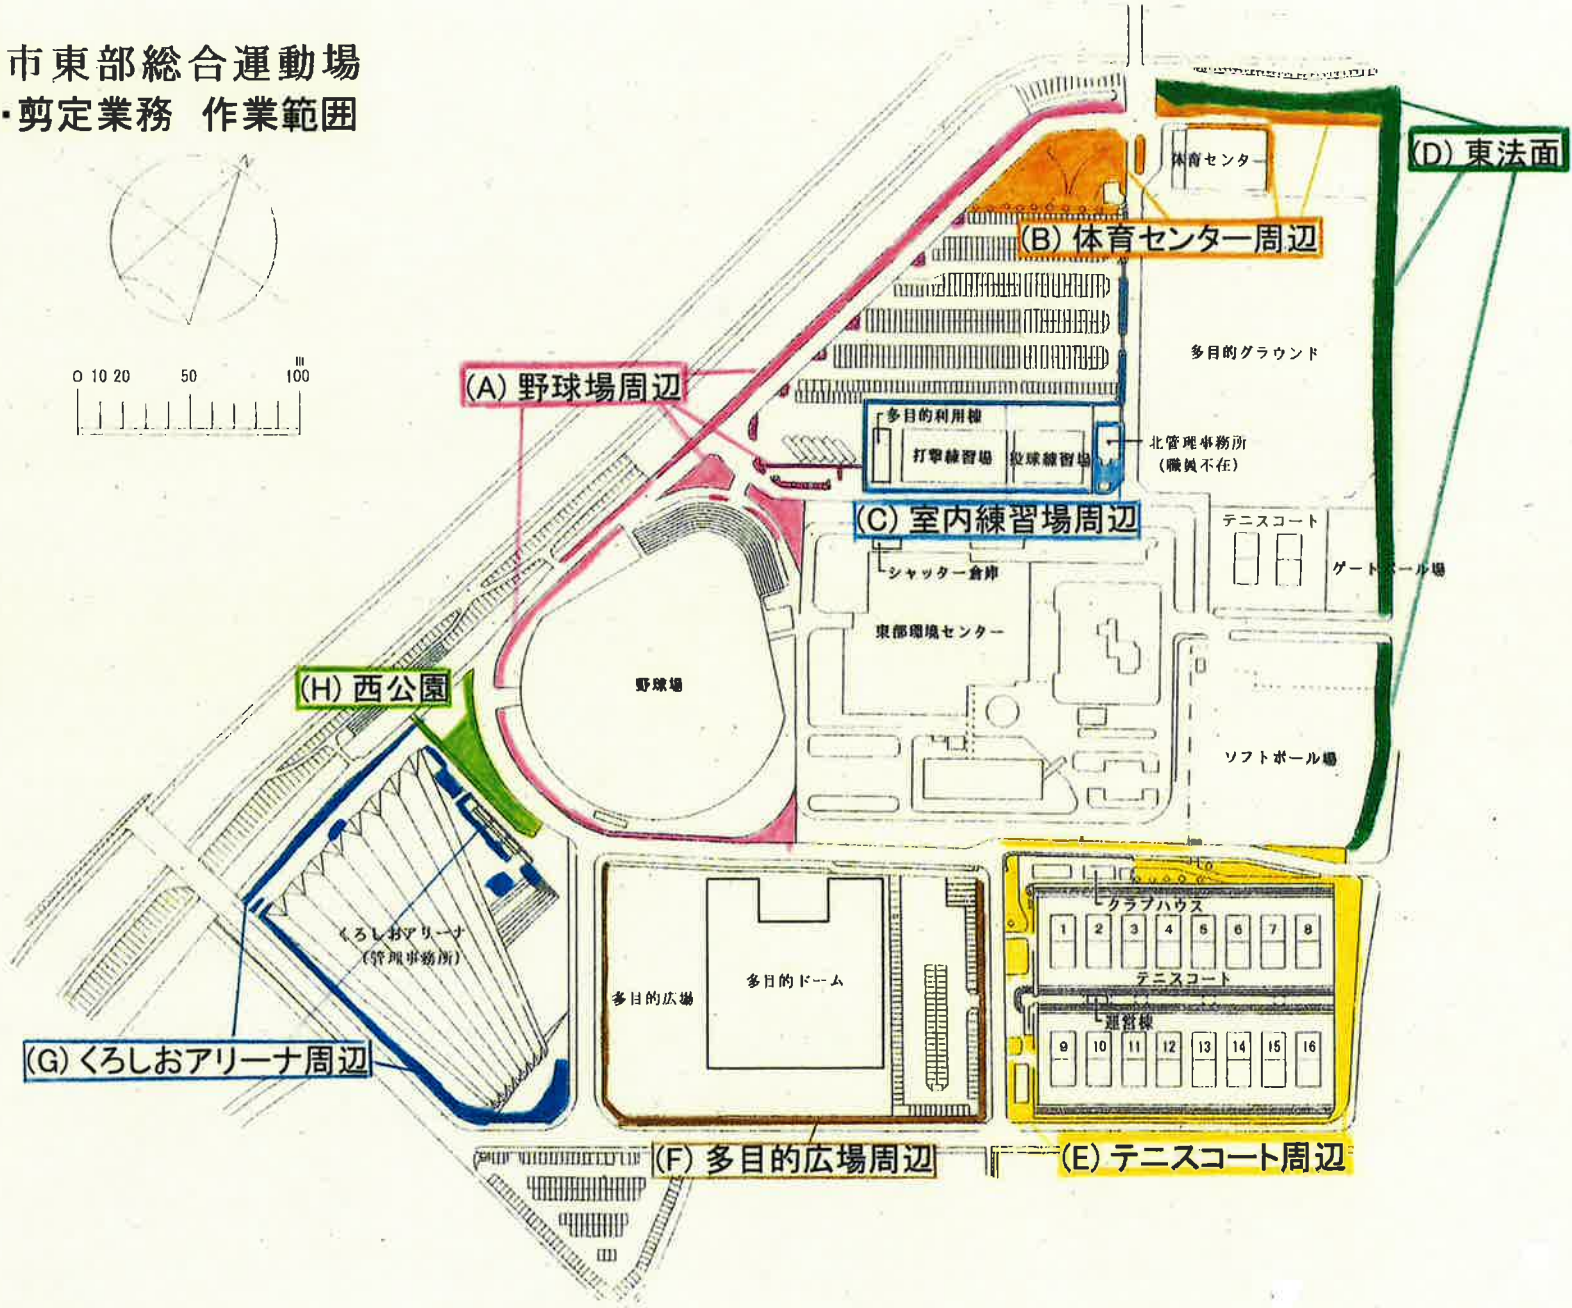 市東部総合運動場
・剪定業務 作業範囲
N
0 10 20 50 100
m
体育センター
(D) 東法面
(B) 体育センター周辺
多目的グラウンド
(A) 野球場周辺
多目的利用棟
打撃練習場
投球練習場
北管理事務所
(職員不在)
(C) 室内練習場周辺
テニスコート
ゲートボール場
シャッター倉庫
東部環境センター
野球場
(H) 西公園
ソフトボール場
くろしおアリーナ
(管理事務所)
多目的広場
多目的ドーム
クラブハウス
1 2 3 4 5 6 7 8
テニスコート
運営棟
9 10 11 12 13 14 15 16
(G) くろしおアリーナ周辺
(F) 多目的広場周辺
(E) テニスコート周辺